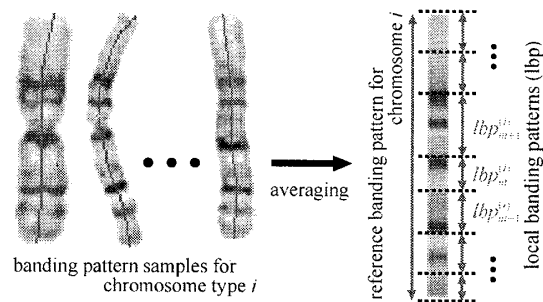 banding pattern samples for
chromosome type i
averaging
reference banding pattern for
chromosome i
local banding patterns (lbp)